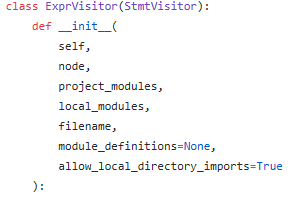 class ExprVisitor(StmtVisitor):
    def __init__(
        self,
        node,
        project_modules,
        local_modules,
        filename,
        module_definitions=None,
        allow_local_directory_imports=True
    ):